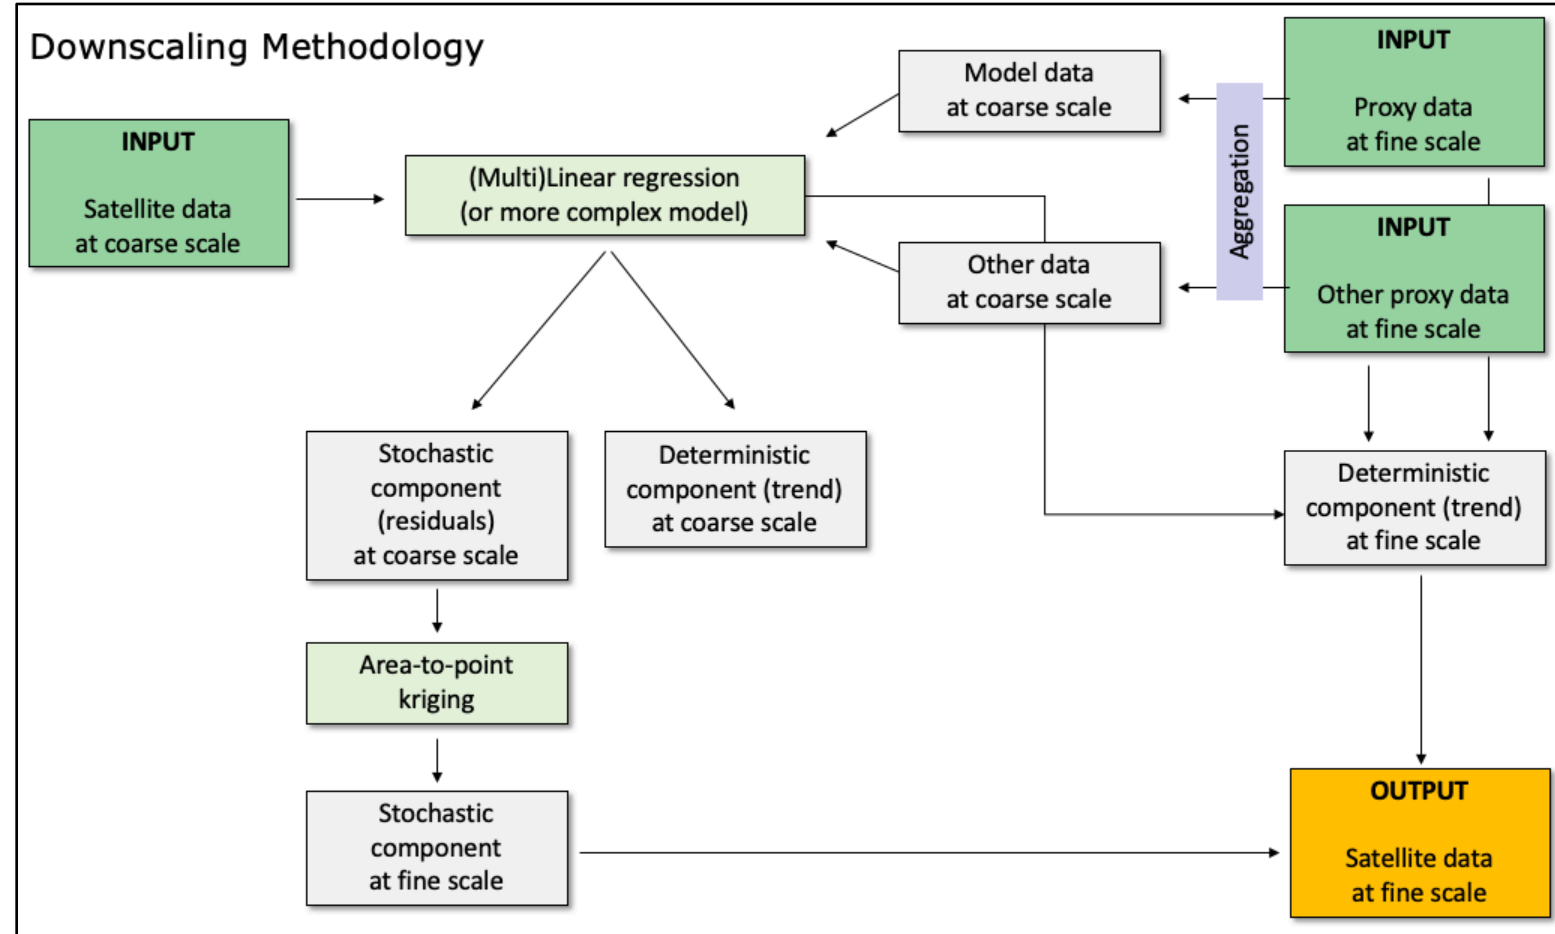 Downscaling Methodology
INPUT
Satellite data
at coarse scale
(Multi)Linear regression
(or more complex model)
Model data
at coarse scale
Other data
at coarse scale
Aggregation
INPUT
Proxy data
at fine scale
INPUT
Other proxy data
at fine scale
Stochastic
component
(residuals)
at coarse scale
Deterministic
component (trend)
at coarse scale
Deterministic
component (trend)
at fine scale
Area-to-point
kriging
Stochastic
component
at fine scale
OUTPUT
Satellite data
at fine scale